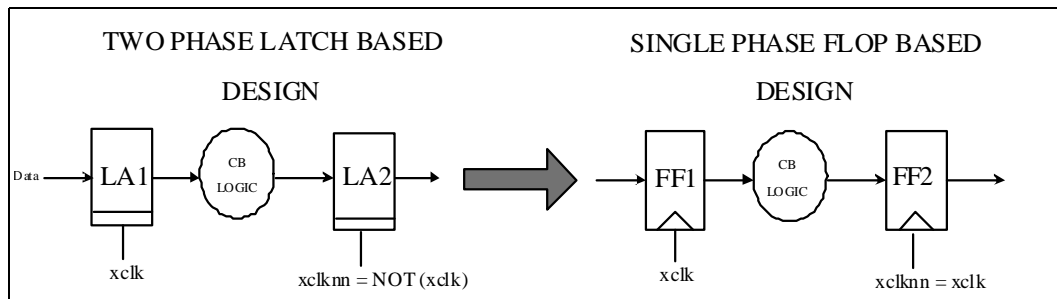 TWO PHASE LATCH BASED
DESIGN
Data
LA1
CB
LOGIC
LA2
xclk
xclknn = NOT (xclk)
SINGLE PHASE FLOP BASED
DESIGN
FF1
CB
LOGIC
FF2
xclk
xclknn = xclk